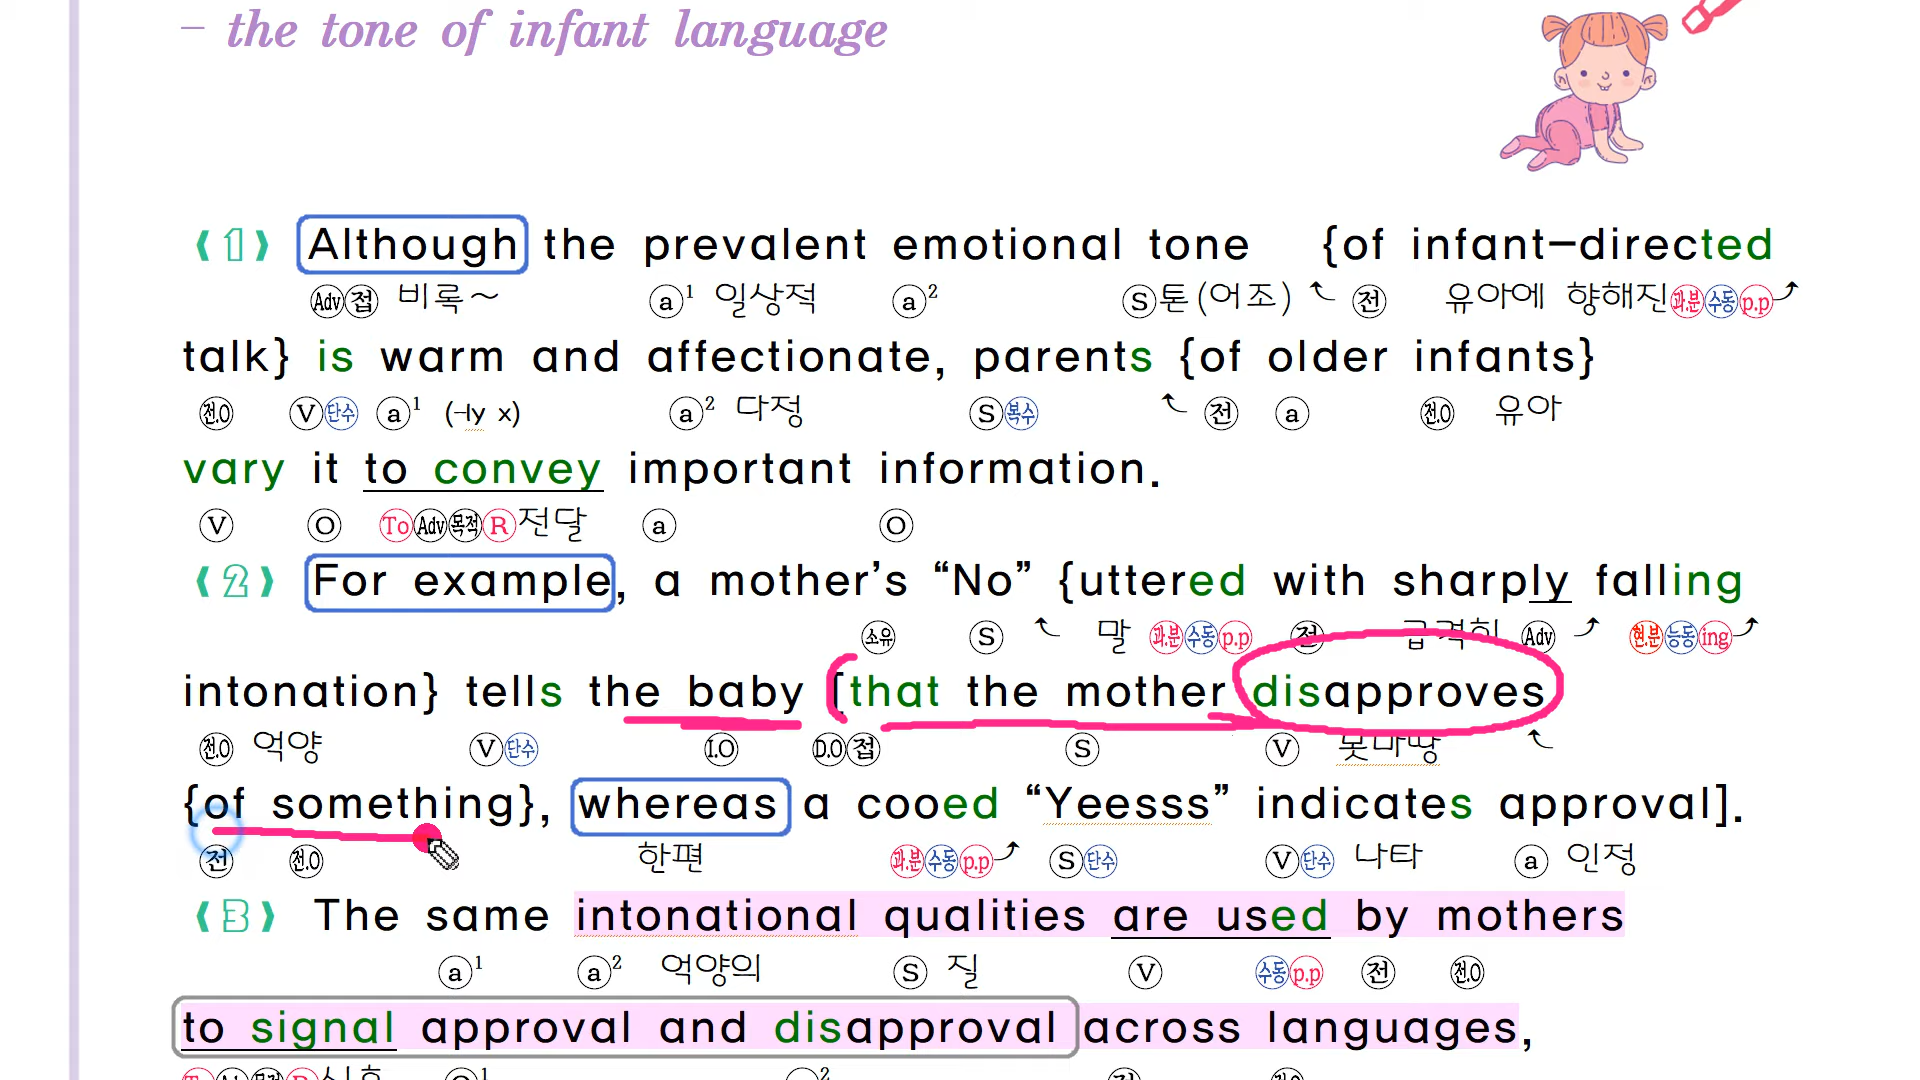 – the tone of infant language
❪1❫ Although the prevalent emotional tone {of infant−directed
Adv 접 비록~ a¹ 일상적 a² S 톤(어조) 전 유아에 향해진 과.분 수동 p.p
talk} is warm and affectionate, parents {of older infants}
전.O V 단수 a¹ (-ly x) a² 다정 S 복수 전 a 전.O 유아
vary it to convey important information.
V O To Adv 목적 R 전달 a O
❪2❫ For example, a mother’s “No” {uttered with sharply falling
소유 S 말 과.분 수동 p.p 전 급격히 Adv 현.분 능동 ing
intonation} tells the baby [that the mother disapproves
전.O 억양 V 단수 I.O D.O 접 S V 못마땅
{of something}, whereas a cooed “Yeesss” indicates approval].
전 전.O 한편 과.분 수동 p.p S 단수 V 단수 나타 a 인정
❪3❫ The same intonational qualities are used by mothers
a¹ a² 억양의 S 질 V 수동 p.p 전 전.O
to signal approval and disapproval across languages,